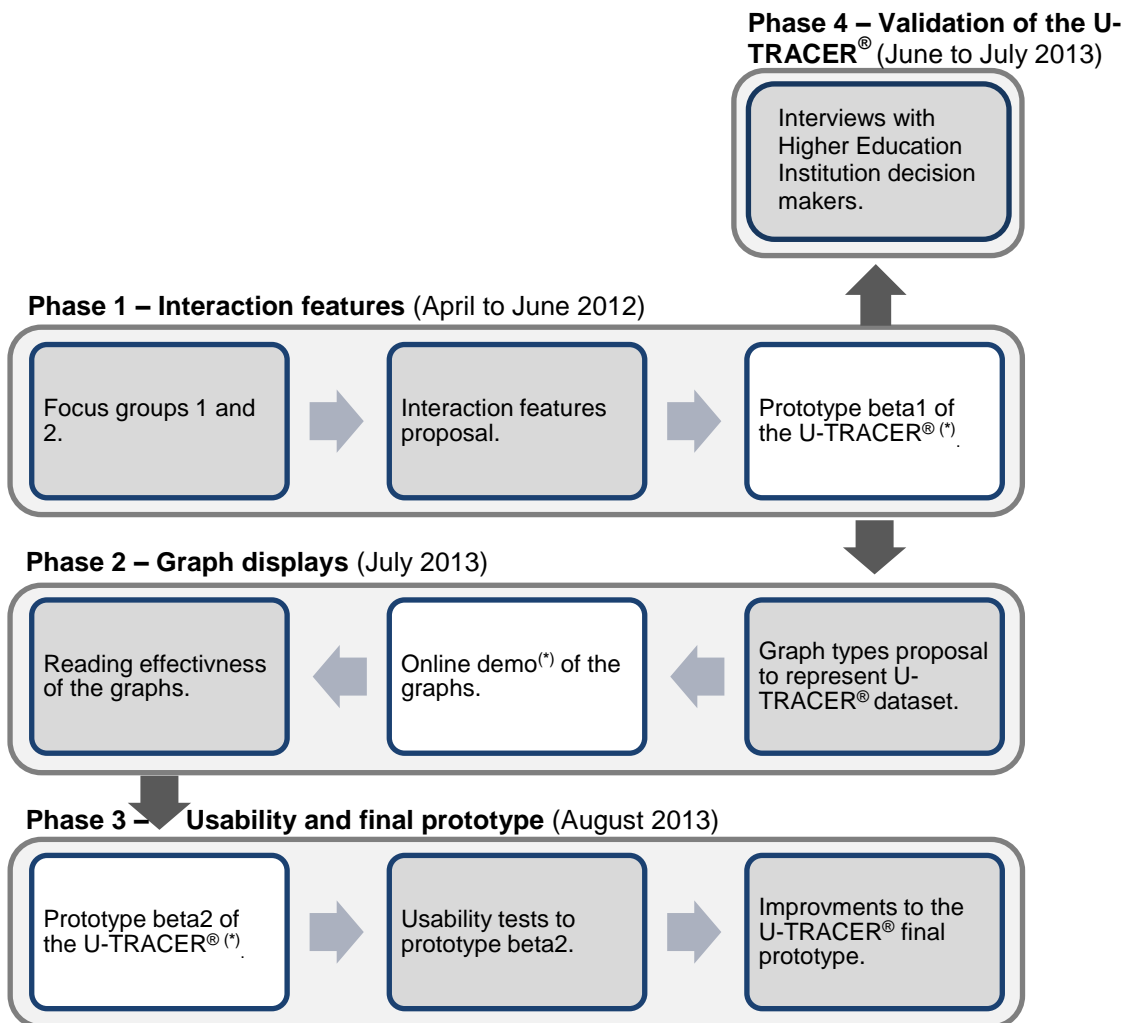 Phase 4 – Validation of the U-
TRACER® (June to July 2013)
Interviews with
Higher Education
Institution decision
makers.
Phase 1 – Interaction features (April to June 2012)
Focus groups 1 and
2.
Interaction features
proposal.
Prototype beta1 of
the U-TRACER® (*).
Phase 2 – Graph displays (July 2013)
Reading effectivness
of the graphs.
Online demo(*) of the
graphs.
Graph types proposal
to represent U-
TRACER® dataset.
Phase 3 – Usability and final prototype (August 2013)
Prototype beta2 of
the U-TRACER® (*).
Usability tests to
prototype beta2.
Improvments to the
U-TRACER® final
prototype.